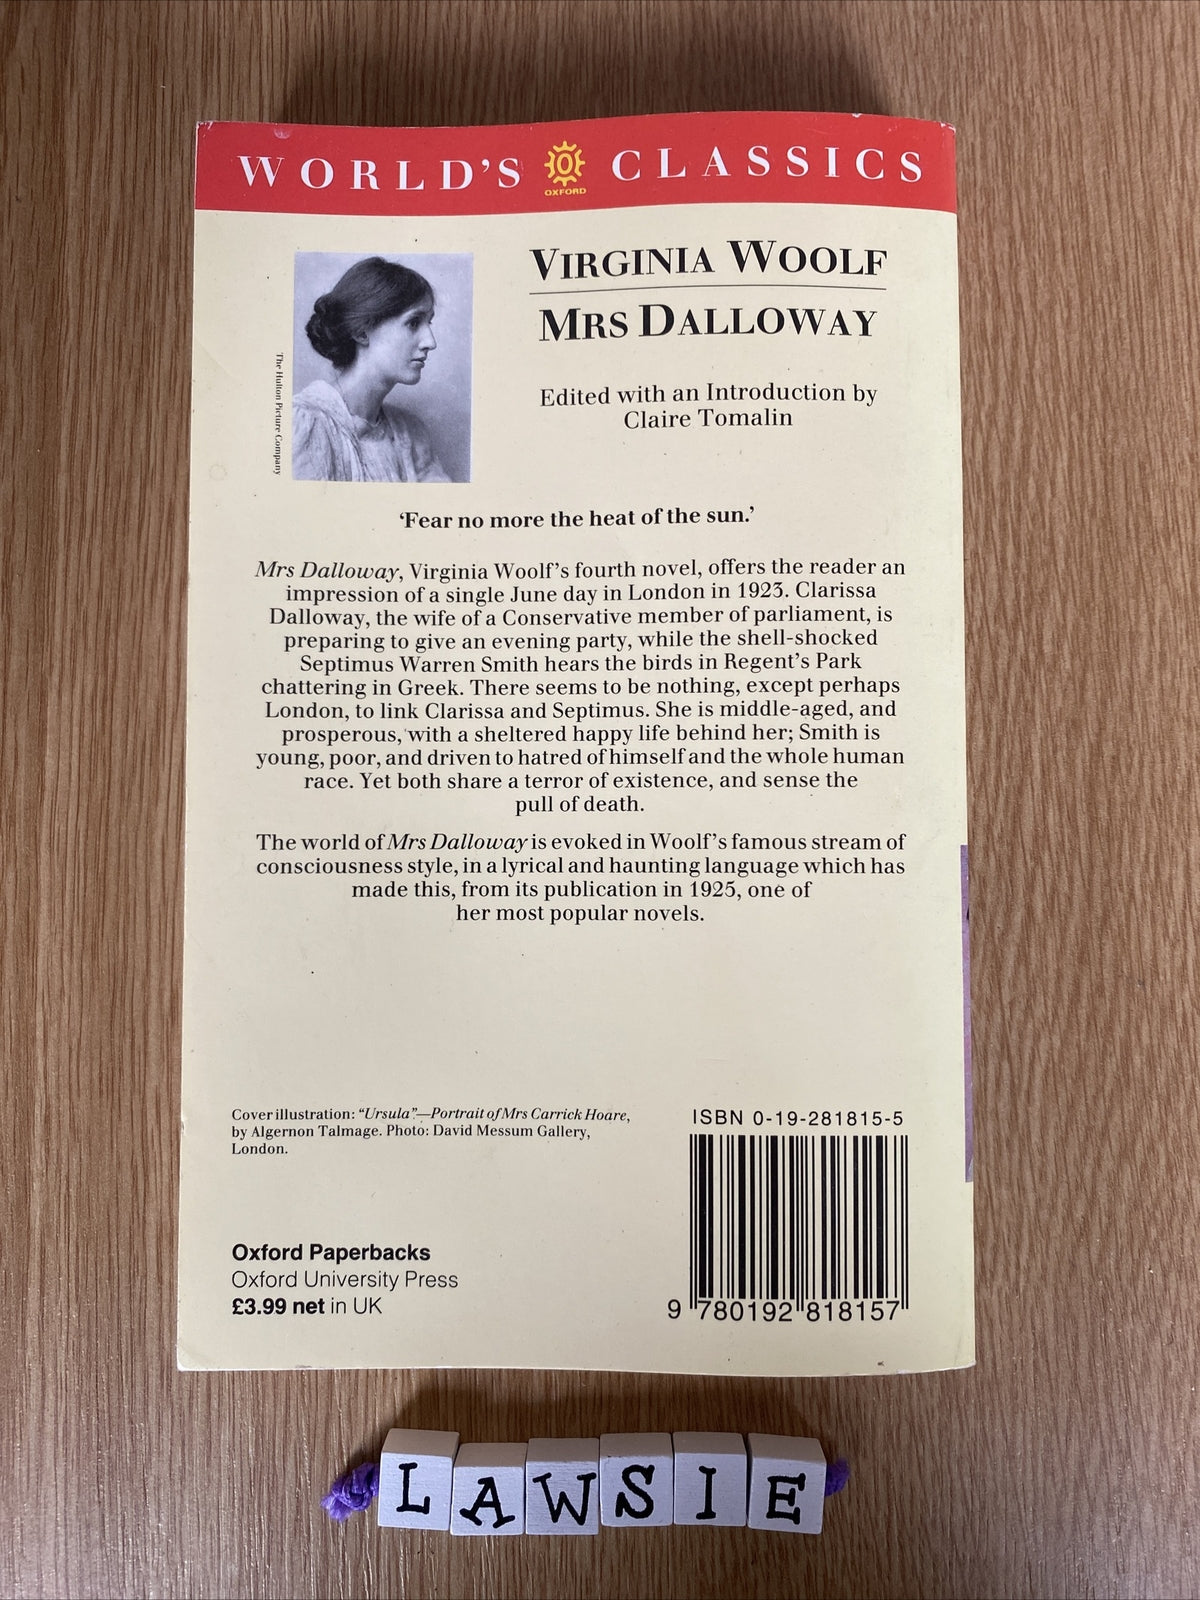 WORLD'S OXFORD CLASSICS
VIRGINIA WOOLF
MRS DALLOWAY
Edited with an Introduction by
Claire Tomalin
The Hulton Picture Company
‘Fear no more the heat of the sun.’
Mrs Dalloway, Virginia Woolf's fourth novel, offers the reader an
impression of a single June day in London in 1923. Clarissa
Dalloway, the wife of a Conservative member of parliament, is
preparing to give an evening party, while the shell-shocked
Septimus Warren Smith hears the birds in Regent's Park
chattering in Greek. There seems to be nothing, except perhaps
London, to link Clarissa and Septimus. She is middle-aged, and
prosperous, with a sheltered happy life behind her; Smith is
young, poor, and driven to hatred of himself and the whole human
race. Yet both share a terror of existence, and sense the
pull of death.
The world of Mrs Dalloway is evoked in Woolf's famous stream of
consciousness style, in a lyrical and haunting language which has
made this, from its publication in 1925, one of
her most popular novels.
Cover illustration: “Ursula”—Portrait of Mrs Carrick Hoare,
by Algernon Talmage. Photo: David Messum Gallery,
London.
ISBN 0-19-281815-5
Oxford Paperbacks
Oxford University Press
£3.99 net in UK
9 780192 818157
LAWSIE